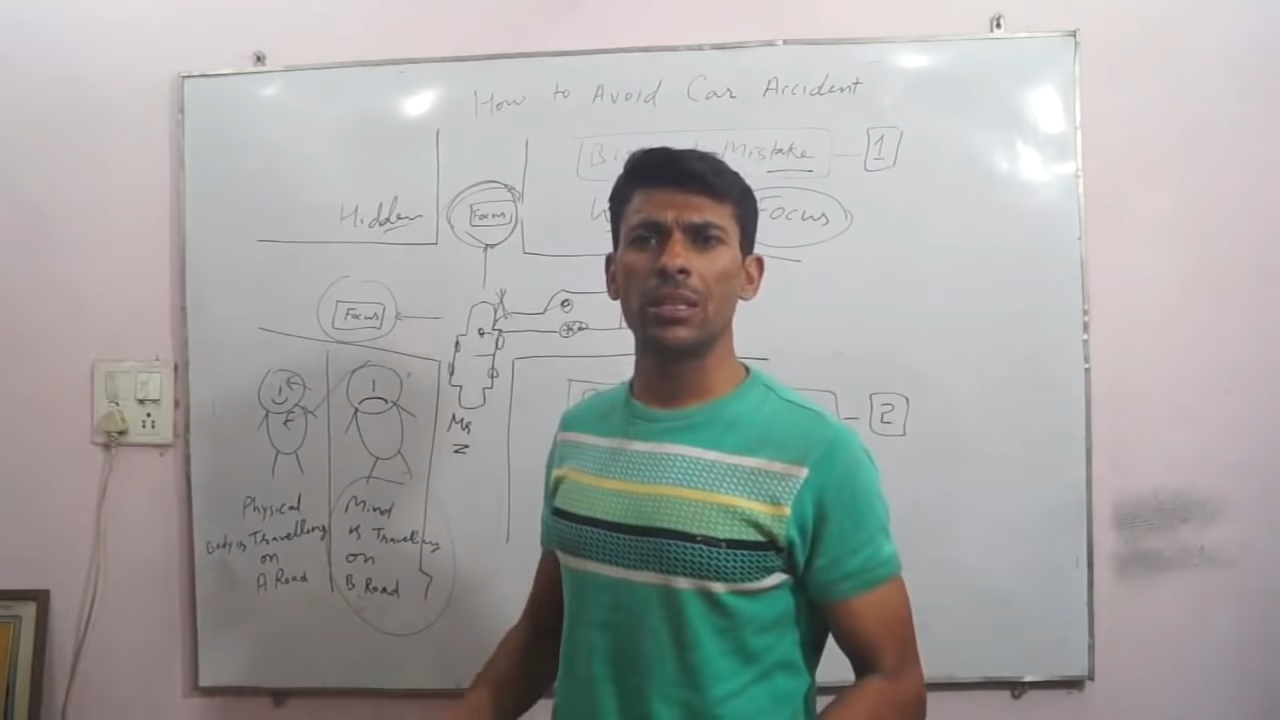 How to Avoid Car Accident
Mistake
1
Hidden
Focus
Focus
Focus
2
Mr
Z
Physical
Body is Travelling
on
A Road
Mind
is Travelling
on
B Road